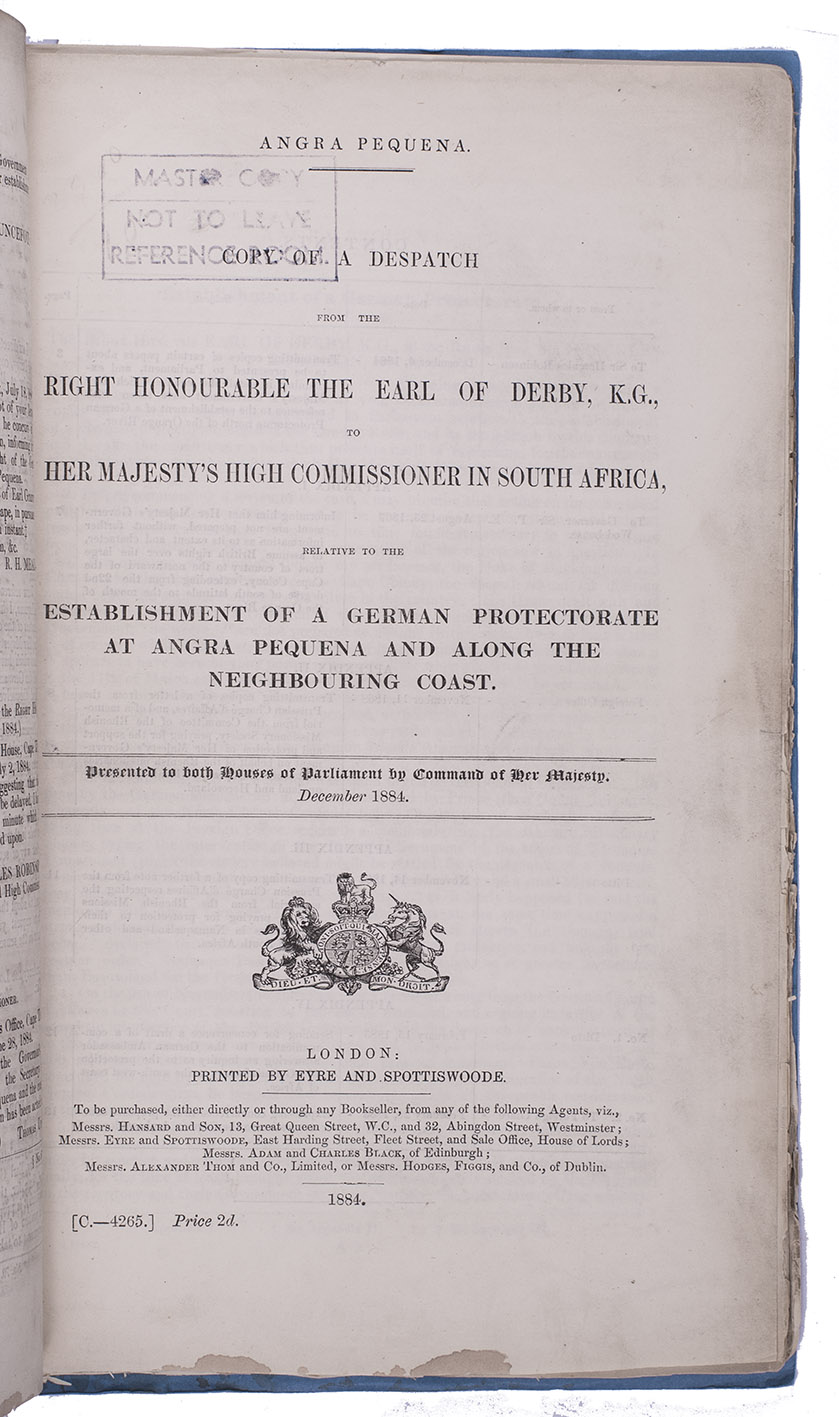 ANGRA PEQUENA.
MASTER COPY
NOT TO LEAVE
REFERENCE ROOM.
COPY OF A DESPATCH
FROM THE
RIGHT HONOURABLE THE EARL OF DERBY, K.G.,
TO
HER MAJESTY'S HIGH COMMISSIONER IN SOUTH AFRICA,
RELATIVE TO THE
ESTABLISHMENT OF A GERMAN PROTECTORATE
AT ANGRA PEQUENA AND ALONG THE
NEIGHBOURING COAST.
Presented to both Houses of Parliament by Command of Her Majesty.
December 1884.
DIEU ET MON DROIT.
LONDON:
PRINTED BY EYRE AND SPOTTISWOODE.
To be purchased, either directly or through any Bookseller, from any of the following Agents, viz.,
Messrs. HANSARD and SON, 13, Great Queen Street, W.C., and 32, Abingdon Street, Westminster;
Messrs. EYRE and SPOTTISWOODE, East Harding Street, Fleet Street, and Sale Office, House of Lords;
Messrs. ADAM and CHARLES BLACK, of Edinburgh;
Messrs. ALEXANDER THOM and Co., Limited, or Messrs. HODGES, FIGGIS, and Co., of Dublin.
1884.
[C.—4265.] Price 2d.